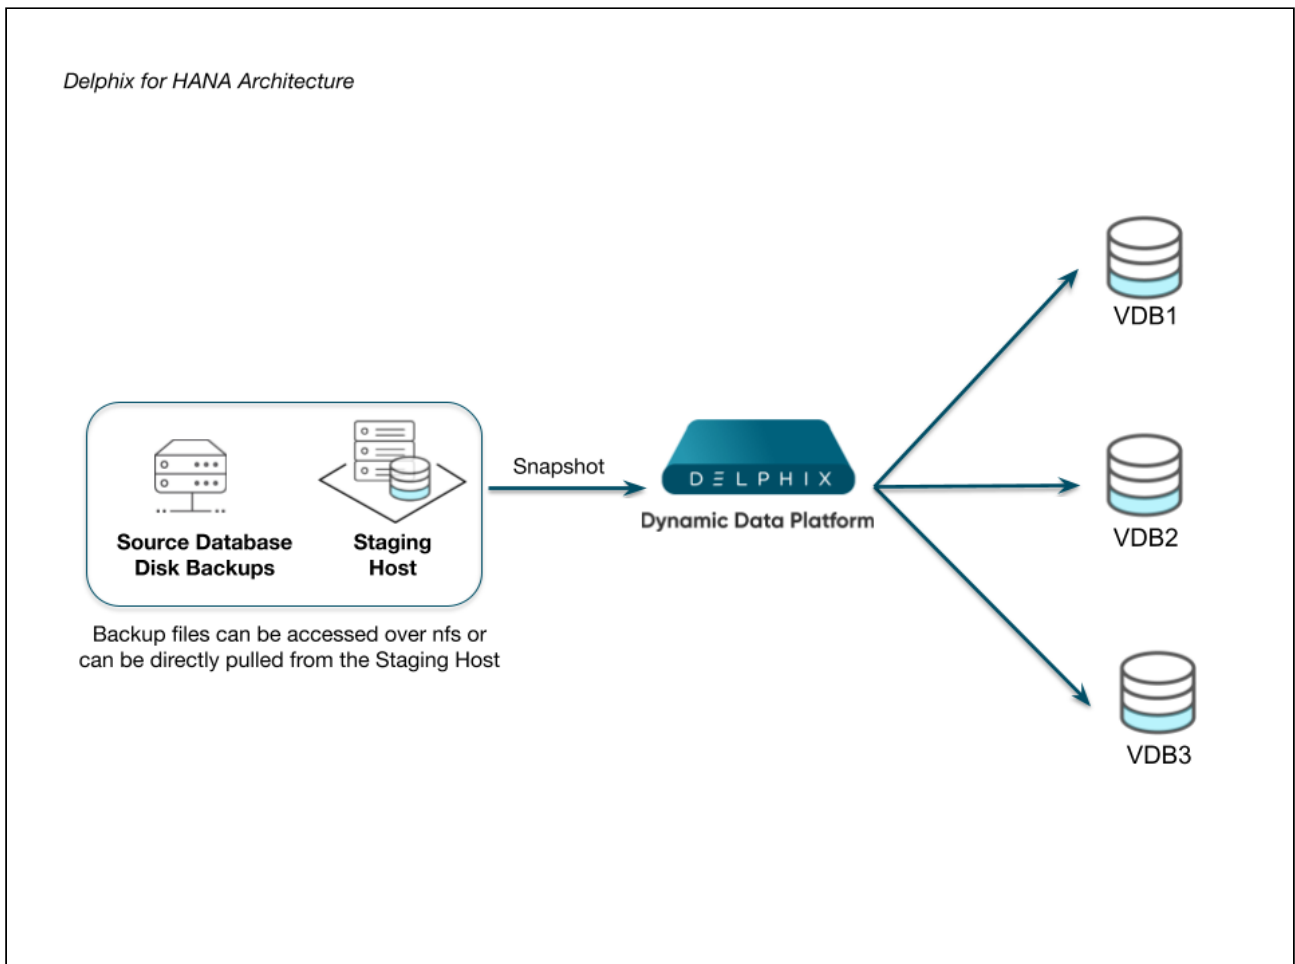 Delphix for HANA Architecture
VDB1
Snapshot
DELPHIX
Dynamic Data Platform
Source Database
Disk Backups
Staging
Host
VDB2
Backup files can be accessed over nfs or
can be directly pulled from the Staging Host
VDB3